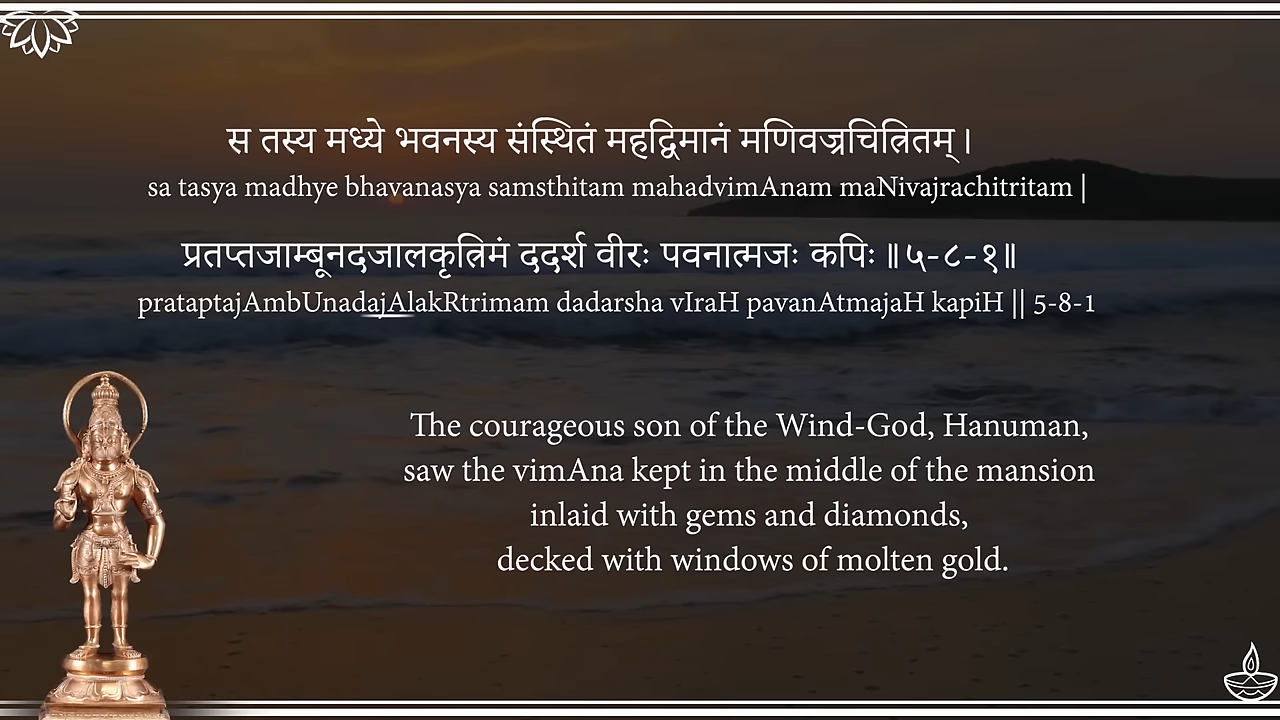 स तस्य मध्ये भवनस्य संस्थितं महद्विमानं मणिवज्रचित्रितम् ।
sa tasya madhye bhavanasya samsthitam mahadvimAnam maNivajrachitritam |
प्रतप्तजाम्बूनदजालकृत्रिमं ददर्श वीरः पवनात्मजः कपिः ॥ ५-८-१॥
prataptajAmbUnadajAlakRtrimam dadarsha vIraH pavanAtmajaH kapiH || 5-8-1
The courageous son of the Wind-God, Hanuman,
saw the vimAna kept in the middle of the mansion
inlaid with gems and diamonds,
decked with windows of molten gold.